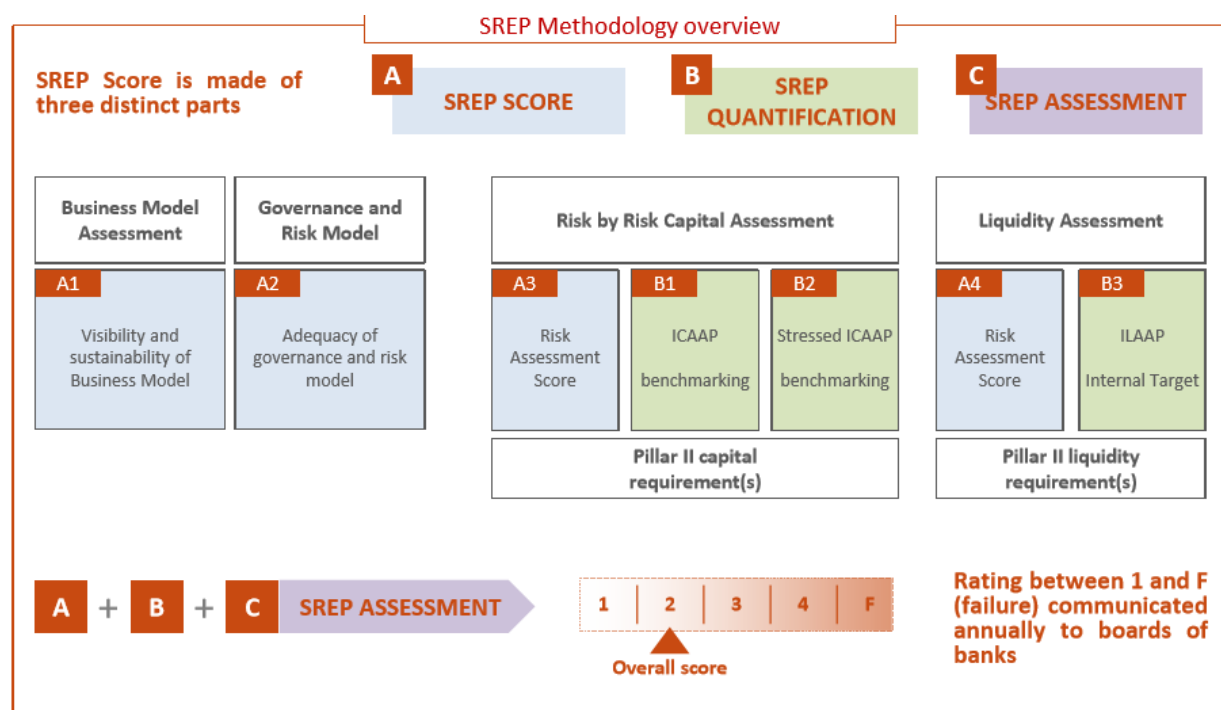 SREP Methodology overview
SREP Score is made of
three distinct parts
A
SREP SCORE
B
SREP
QUANTIFICATION
C
SREP ASSESSMENT
Business Model
Assessment
Governance and
Risk Model
Risk by Risk Capital Assessment
Liquidity Assessment
A1
Visibility and
sustainability of
Business Model
A2
Adequacy of
governance and risk
model
A3
Risk
Assessment
Score
B1
ICAAP
benchmarking
B2
Stressed ICAAP
benchmarking
A4
Risk
Assessment
Score
B3
ILAAP
Internal Target
Pillar II capital
requirement(s)
Pillar II liquidity
requirement(s)
A + B + C SREP ASSESSMENT
1 2 3 4 F
Overall score
Rating between 1 and F
(failure) communicated
annually to boards of
banks